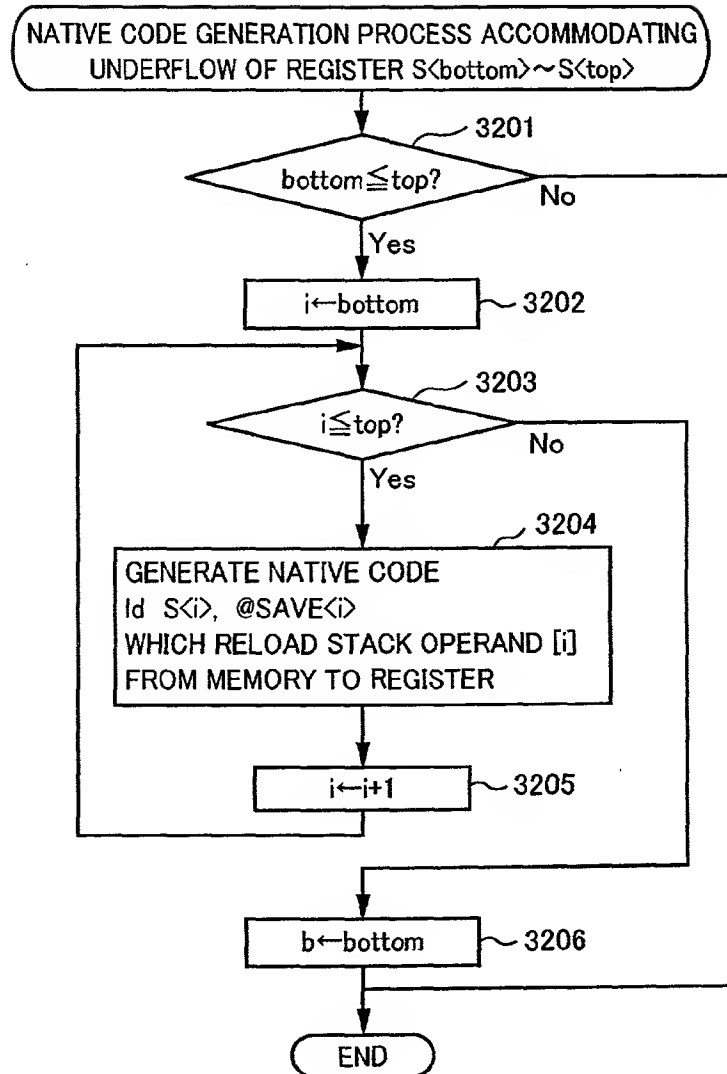 NATIVE CODE GENERATION PROCESS ACCOMMODATING
UNDERFLOW OF REGISTER S<bottom>~S<top>
3201
bottom≦top?
No
Yes
i←bottom
3202
3203
i≦top?
No
Yes
3204
GENERATE NATIVE CODE
ld S<i>, @SAVE<i>
WHICH RELOAD STACK OPERAND [i]
FROM MEMORY TO REGISTER
i←i+1
3205
b←bottom
3206
END